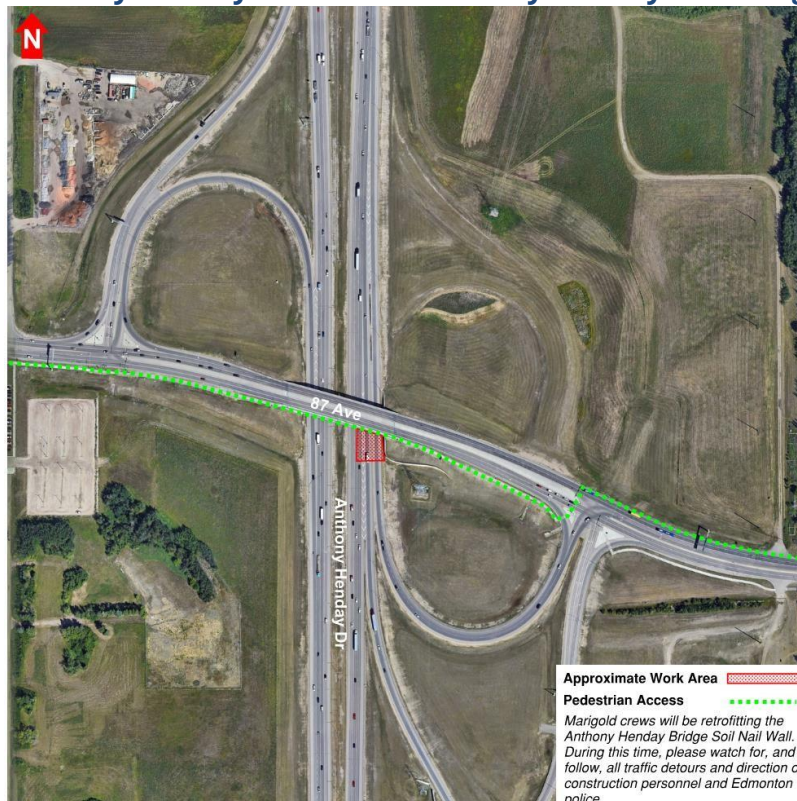 N
87 Ave
Anthony Henday Dr
Approximate Work Area
Pedestrian Access
Marigold crews will be retrofitting the
Anthony Henday Bridge Soil Nail Wall.
During this time, please watch for, and
follow, all traffic detours and direction
construction personnel and Edmonton
police